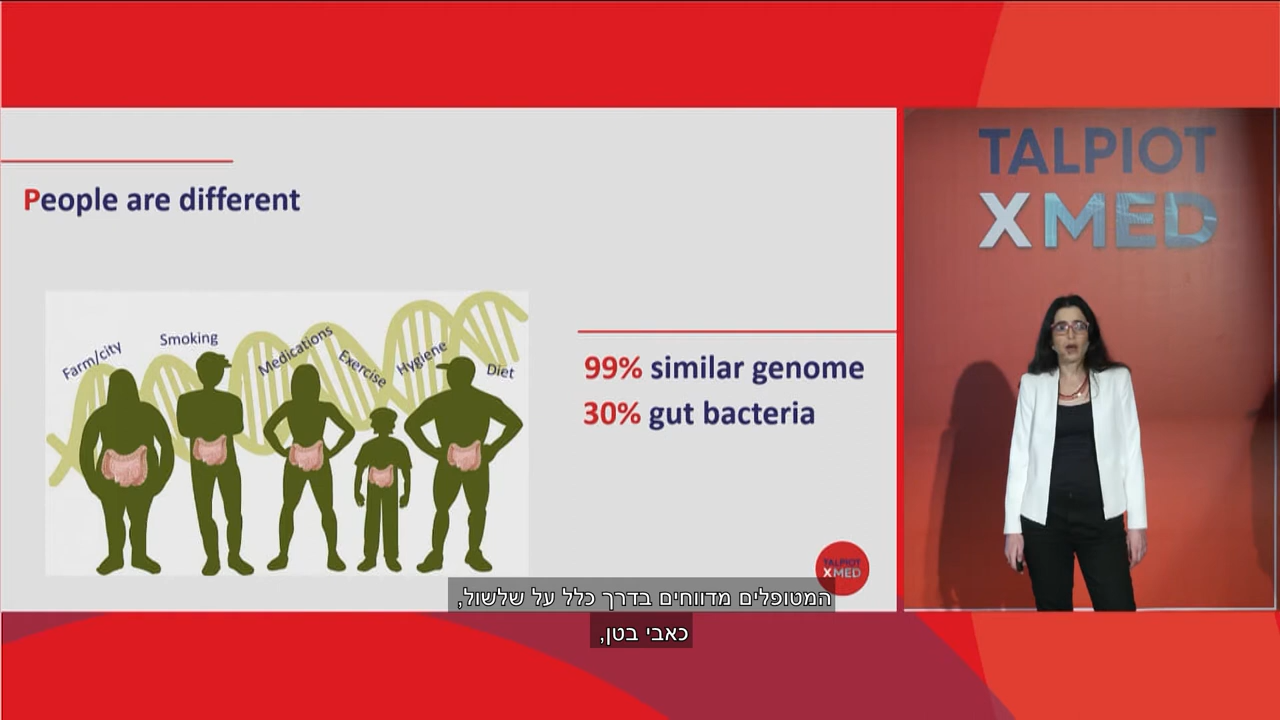 People are different
Farm/city
Smoking
Medications
Exercise
Hygiene
Diet
99% similar genome
30% gut bacteria
TALPIOT
XMED
TALPIOT
X MED
המטופלים מדווחים בדרך כלל על שלשול,
כאבי בטן,